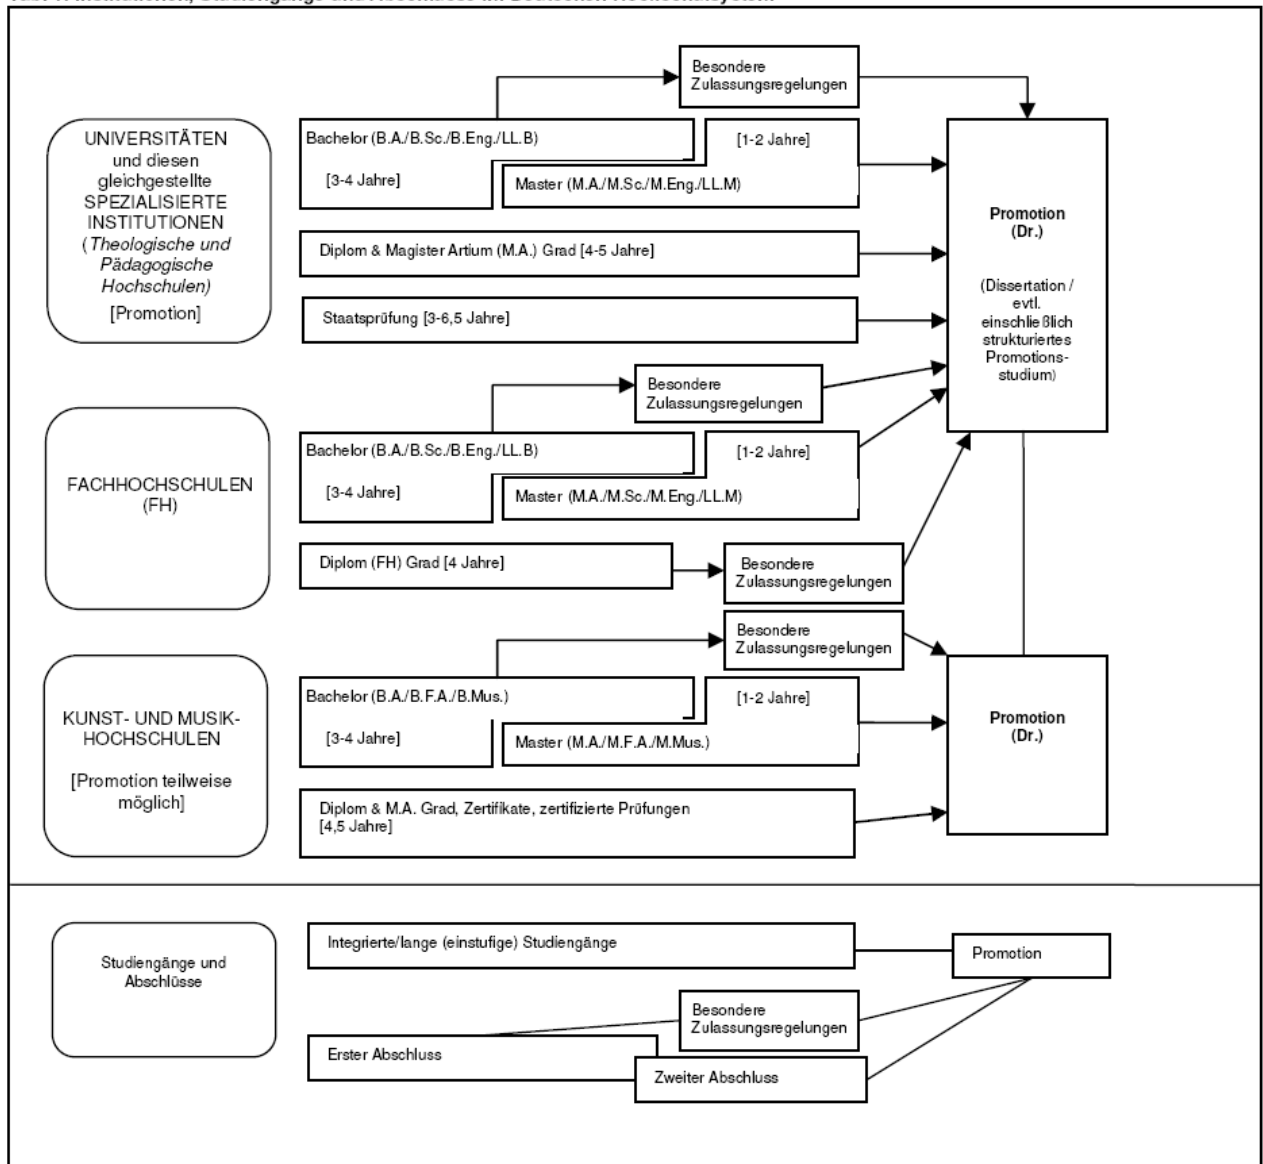 Besondere
Zulassungsregelungen
UNIVERSITÄTEN
und diesen
gleichgestellte
SPEZIALISIERTE
INSTITUTIONEN
(Theologische und
Pädagogische
Hochschulen)
[Promotion]
Bachelor (B.A./B.Sc./B.Eng./LL.B)
[1-2 Jahre]
[3-4 Jahre]
Master (M.A./M.Sc./M.Eng./LL.M)
Diplom & Magister Artium (M.A.) Grad [4-5 Jahre]
Staatsprüfung [3-6,5 Jahre]
Promotion
(Dr.)
(Dissertation /
evtl.
einschließlich
strukturiertes
Promotions-
studium)
FACHHOCHSCHULEN
(FH)
Besondere
Zulassungsregelungen
Bachelor (B.A./B.Sc./B.Eng./LL.B)
[1-2 Jahre]
[3-4 Jahre]
Master (M.A./M.Sc./M.Eng./LL.M)
Diplom (FH) Grad [4 Jahre]
Besondere
Zulassungsregelungen
Besondere
Zulassungsregelungen
KUNST- UND MUSIK-
HOCHSCHULEN
[Promotion teilweise
möglich]
Bachelor (B.A./B.F.A./B.Mus.)
[1-2 Jahre]
[3-4 Jahre]
Master (M.A./M.F.A./M.Mus.)
Diplom & M.A. Grad, Zertifikate, zertifizierte Prüfungen
[4,5 Jahre]
Promotion
(Dr.)
Studiengänge und
Abschlüsse
Integrierte/lange (einstufige) Studiengänge
Promotion
Besondere
Zulassungsregelungen
Erster Abschluss
Zweiter Abschluss